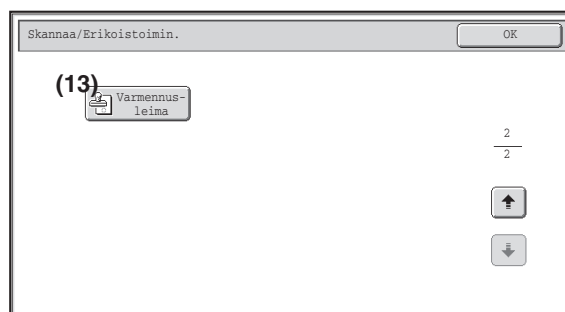 Skannaa/Erikoistoimin.
OK
(13)
Varmennus-
leima
2
2